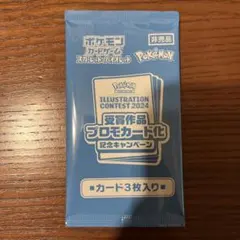 ポケモン
カードゲーム
スカーレット&バイオレット
非売品
Pokémon
Pokémon
ILLUSTRATION
CONTEST 2024
受賞作品
プロモカード化
記念キャンペーン
■カード3枚入り■